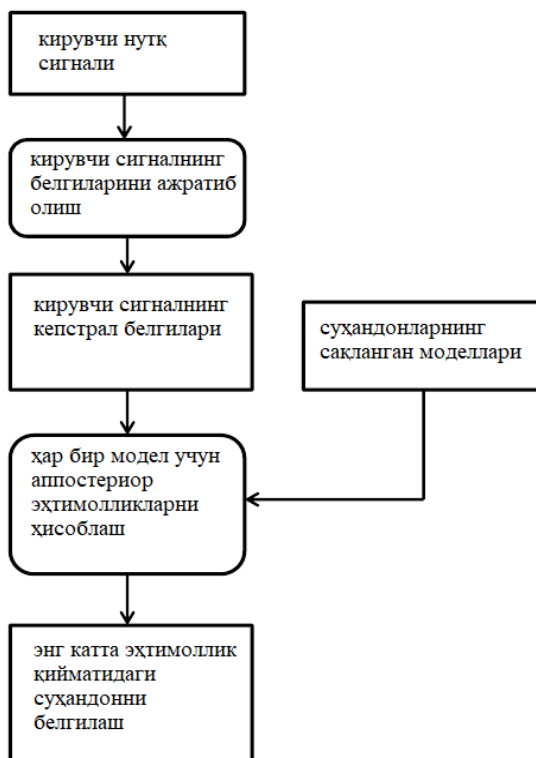 кирувчи нутқ
сигнали
кирувчи сигналнинг
белгиларини ажратиб
олиш
кирувчи сигналнинг
кепстрал белгилари
суҳандонларнинг
сақланган моделлари
ҳар бир модел учун
аппостериор
эҳтимолликларни
ҳисоблаш
энг катта эҳтимоллик
қийматидаги
суҳандонни
белгилаш